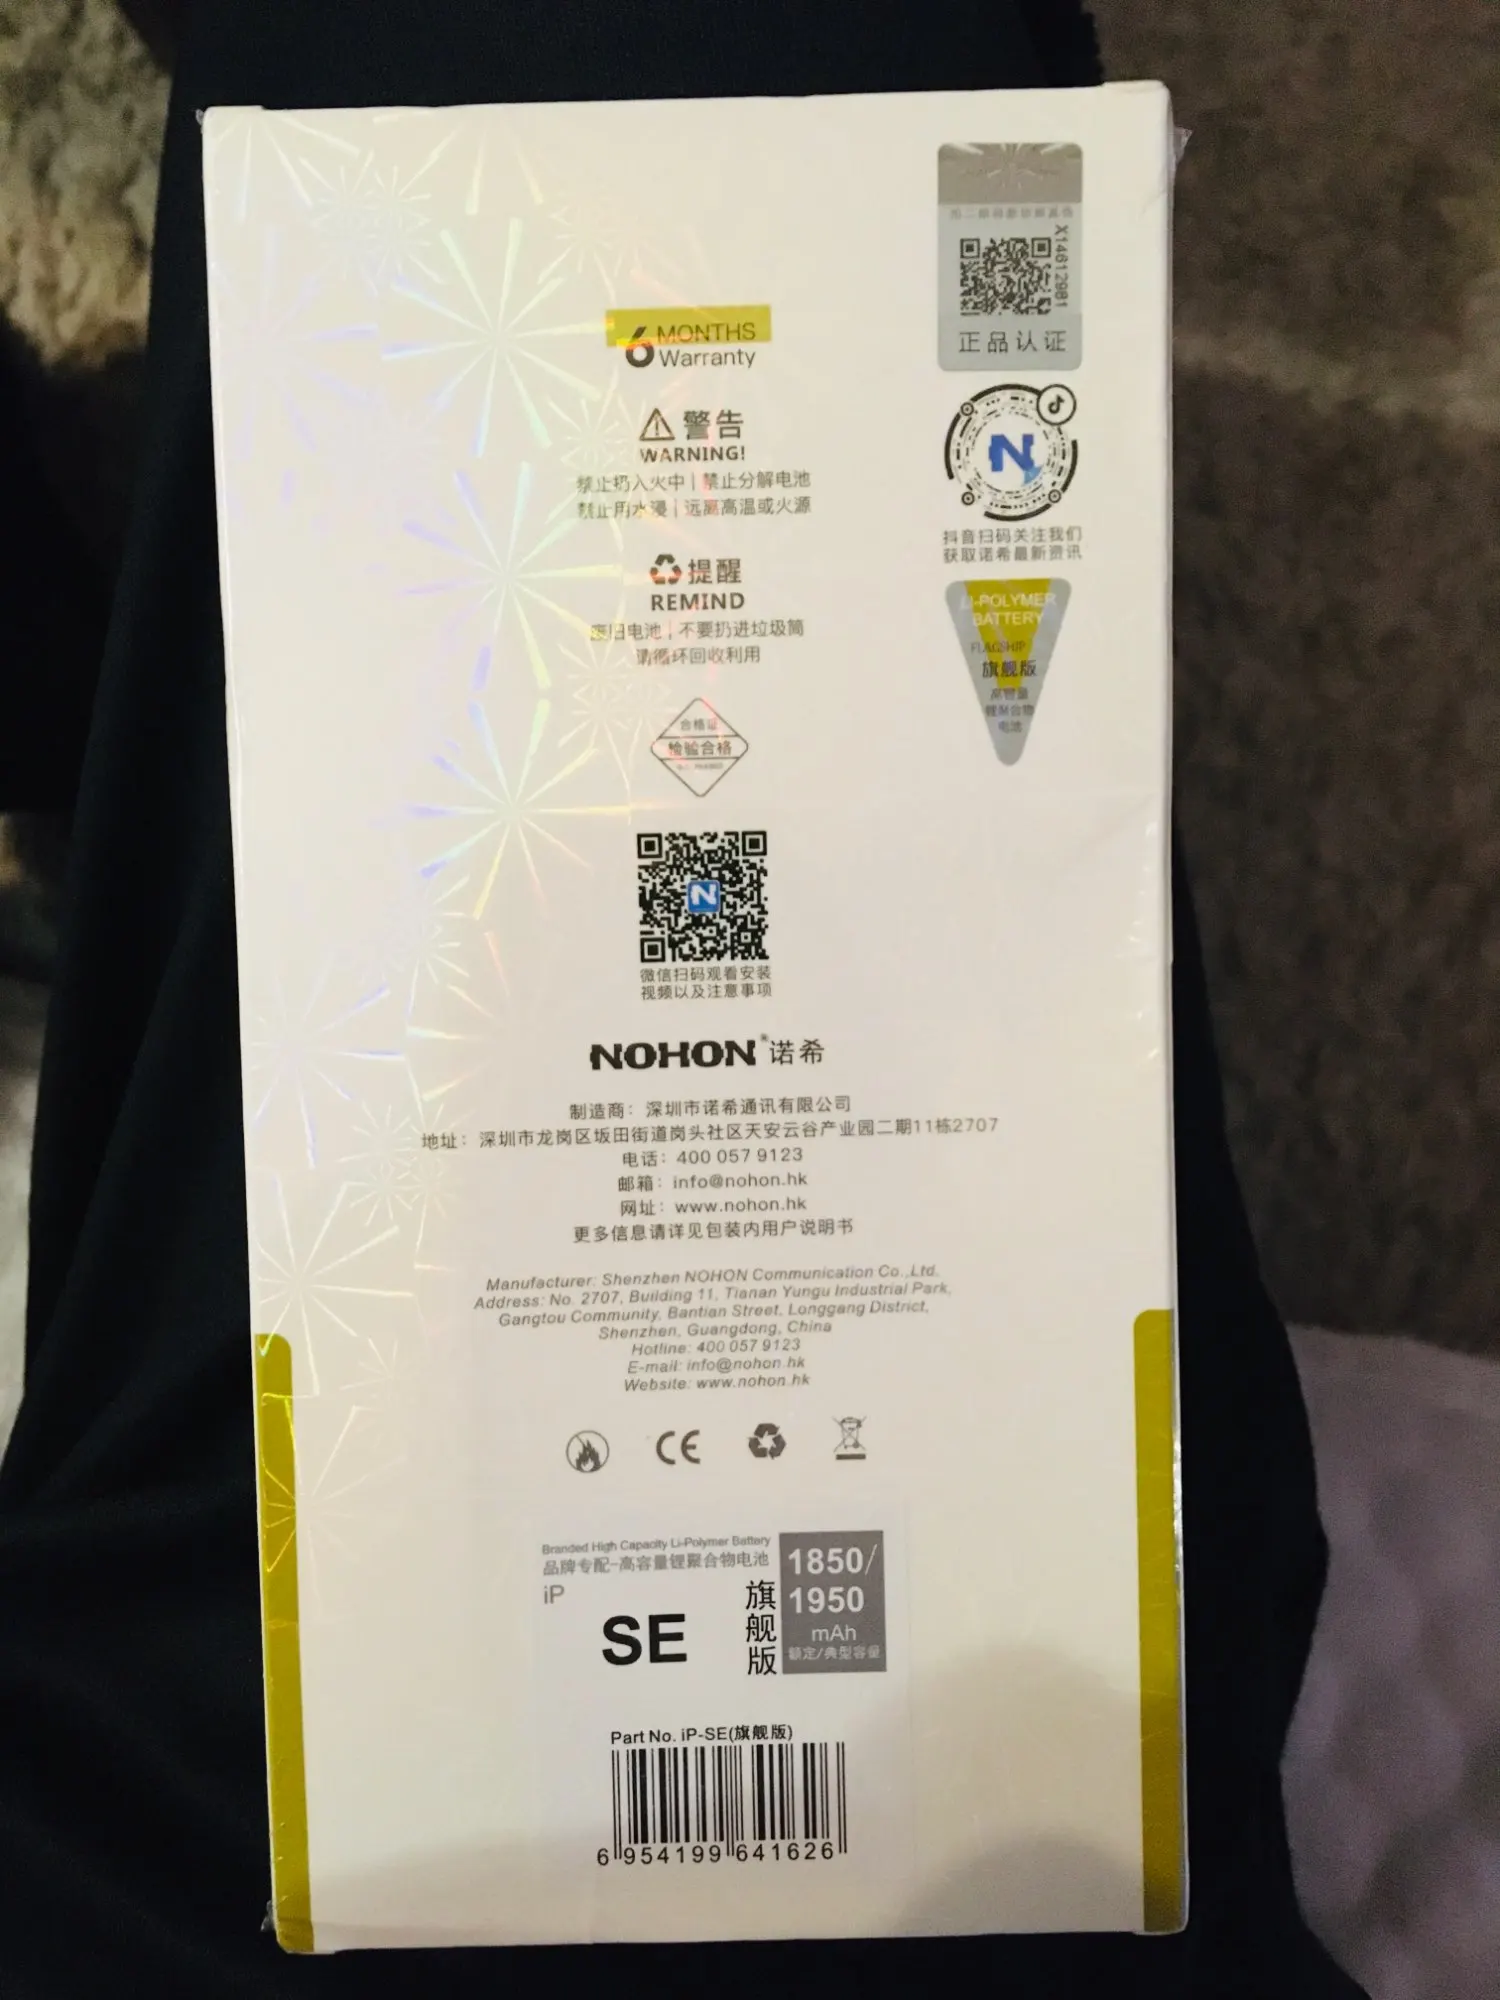 6 MONTHS
Warranty
警告
WARNING!
禁止扔入火中 | 禁止分解电池
禁止用水浸 | 远离高温或火源
提醒
REMIND
废旧电池 | 不要扔进垃圾筒
请循环回收利用
合格证
检验合格
微信扫码观看安装
视频以及注意事项
X14612981
正品认证
N
抖音扫码关注我们
获取诺希最新资讯
LI-POLYMER
BATTERY
FLAGSHIP
旗舰版
高容量
锂聚合物
电池
N
NOHON® 诺希
制造商：深圳市诺希通讯有限公司
地址：深圳市龙岗区坂田街道岗头社区天安云谷产业园二期11栋2707
电话：400 057 9123
邮箱：info@nohon.hk
网址：www.nohon.hk
更多信息请详见包装内用户说明书
Manufacturer: Shenzhen NOHON Communication Co.,Ltd.
Address: No. 2707, Building 11, Tianan Yungu Industrial Park,
Gangtou Community, Bantian Street, Longgang District,
Shenzhen, Guangdong, China
Hotline: 400 057 9123
E-mail: info@nohon.hk
Website: www.nohon.hk
CE
Branded High Capacity Li-Polymer Battery
品牌专配-高容量锂聚合物电池
iP
SE
旗舰版
1850/
1950
mAh
额定/典型容量
Part No. iP-SE(旗舰版)
6 954199 641626